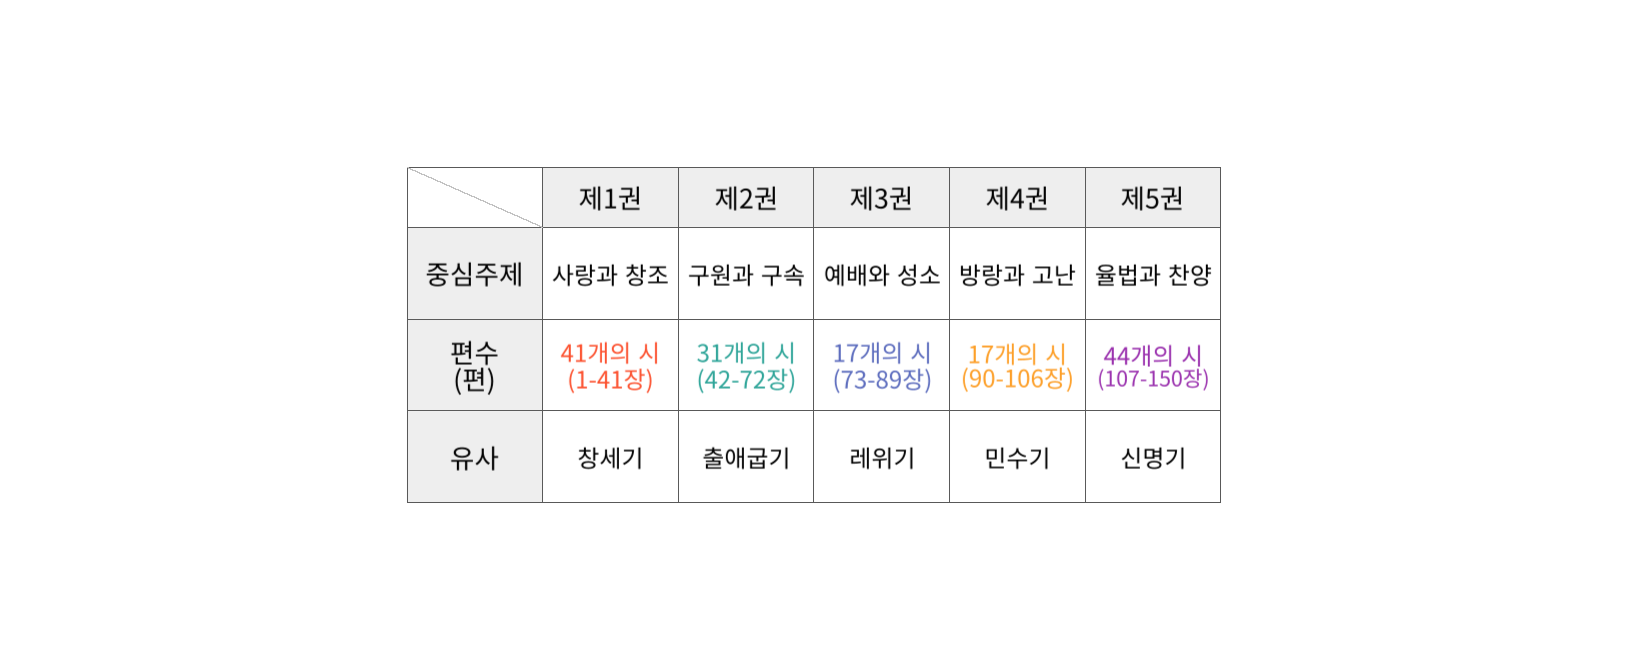 제1권 제2권 제3권 제4권 제5권
중심주제 사랑과 창조 구원과 구속 예배와 성소 방랑과 고난 율법과 찬양
편수 41개의 시 31개의 시 17개의 시 17개의 시 44개의 시
(편) (1-41장) (42-72장) (73-89장) (90-106장) (107-150장)
유사 창세기 출애굽기 레위기 민수기 신명기